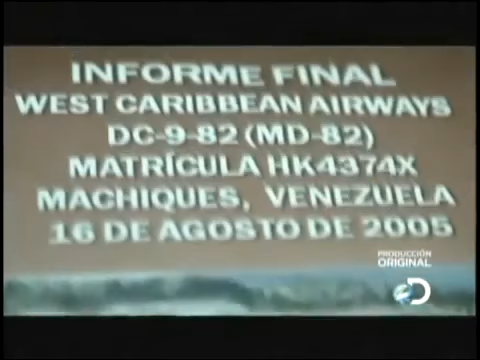 INFORME FINAL
WEST CARIBBEAN AIRWAYS
DC-9-82 (MD-82)
MATRÍCULA HK4374X
MACHIQUES, VENEZUELA
16 DE AGOSTO DE 2005
PRODUCCIÓN
ORIGINAL
D